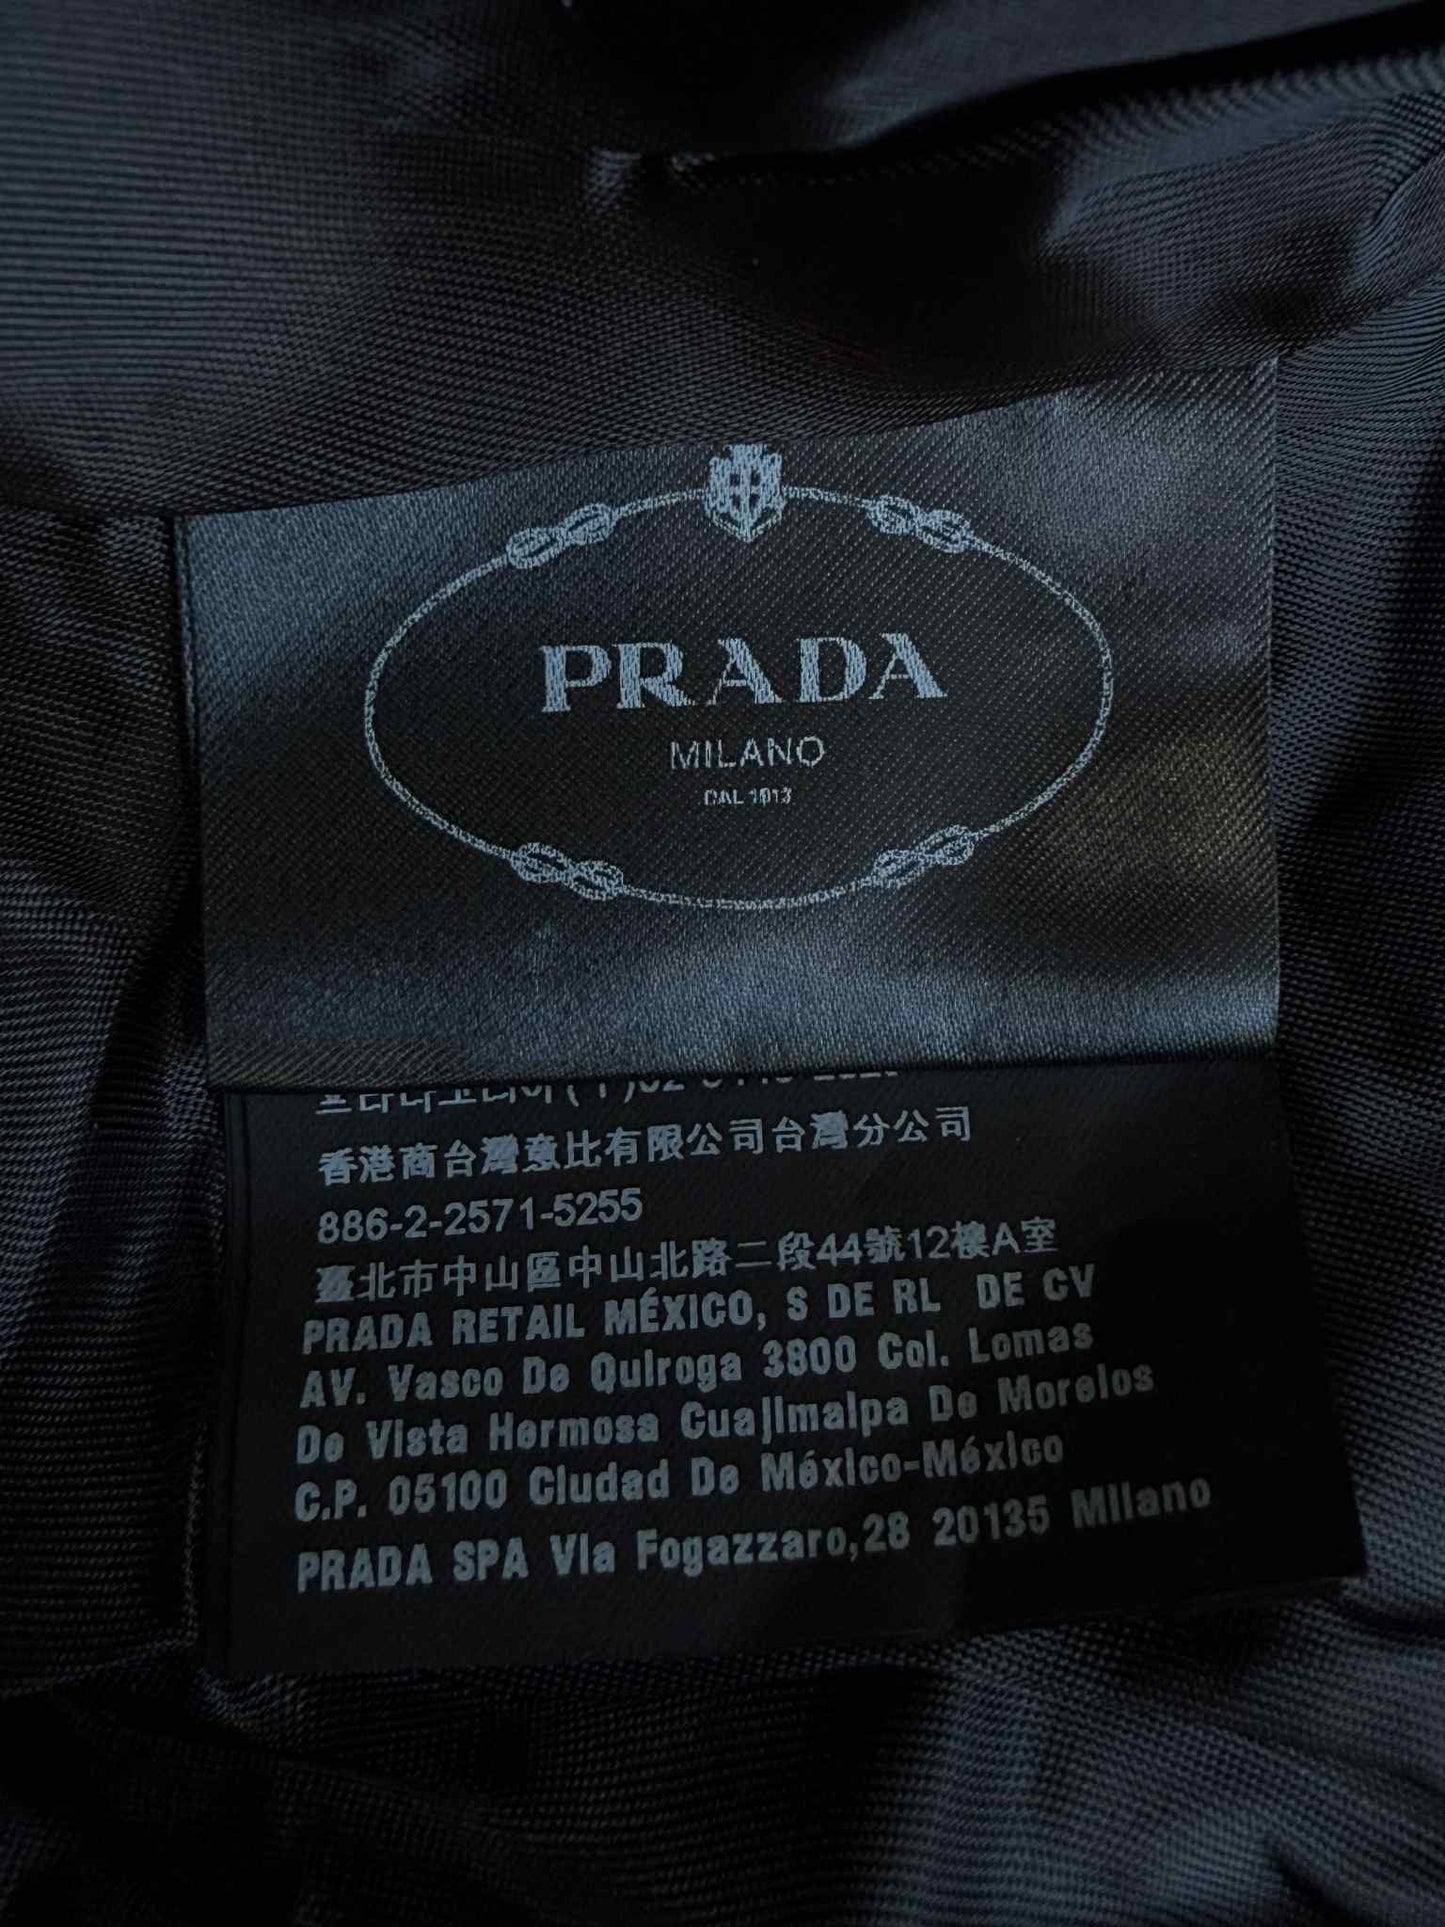 PRADA
MILANO
DAL 1913
香港商台灣意比有限公司台灣分公司
886-2-2571-5255
臺北市中山區中山北路二段44號12樓A室
PRADA RETAIL MÉXICO, S DE RL DE CV
AV. Vasco De Quiroga 3800 Col. Lomas
De Vista Hermosa Cuajimalpa De Morelos
C.P. 05100 Ciudad De México-México
PRADA SPA Via Fogazzaro,28 20135 Milano